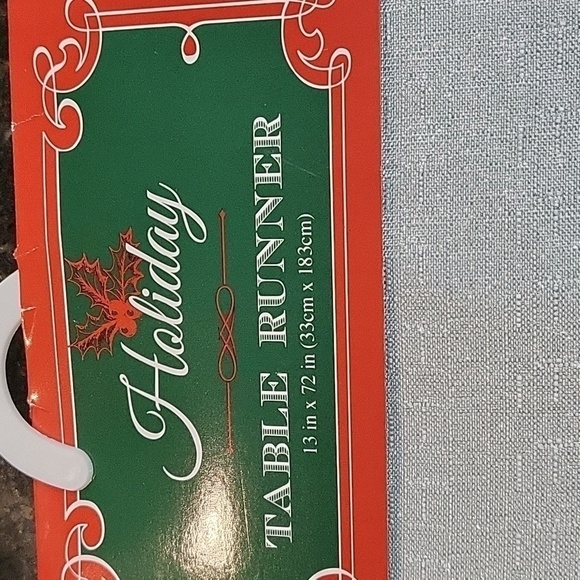 Holiday
TABLE RUNNER
13 in x 72 in (33cm x 183cm)